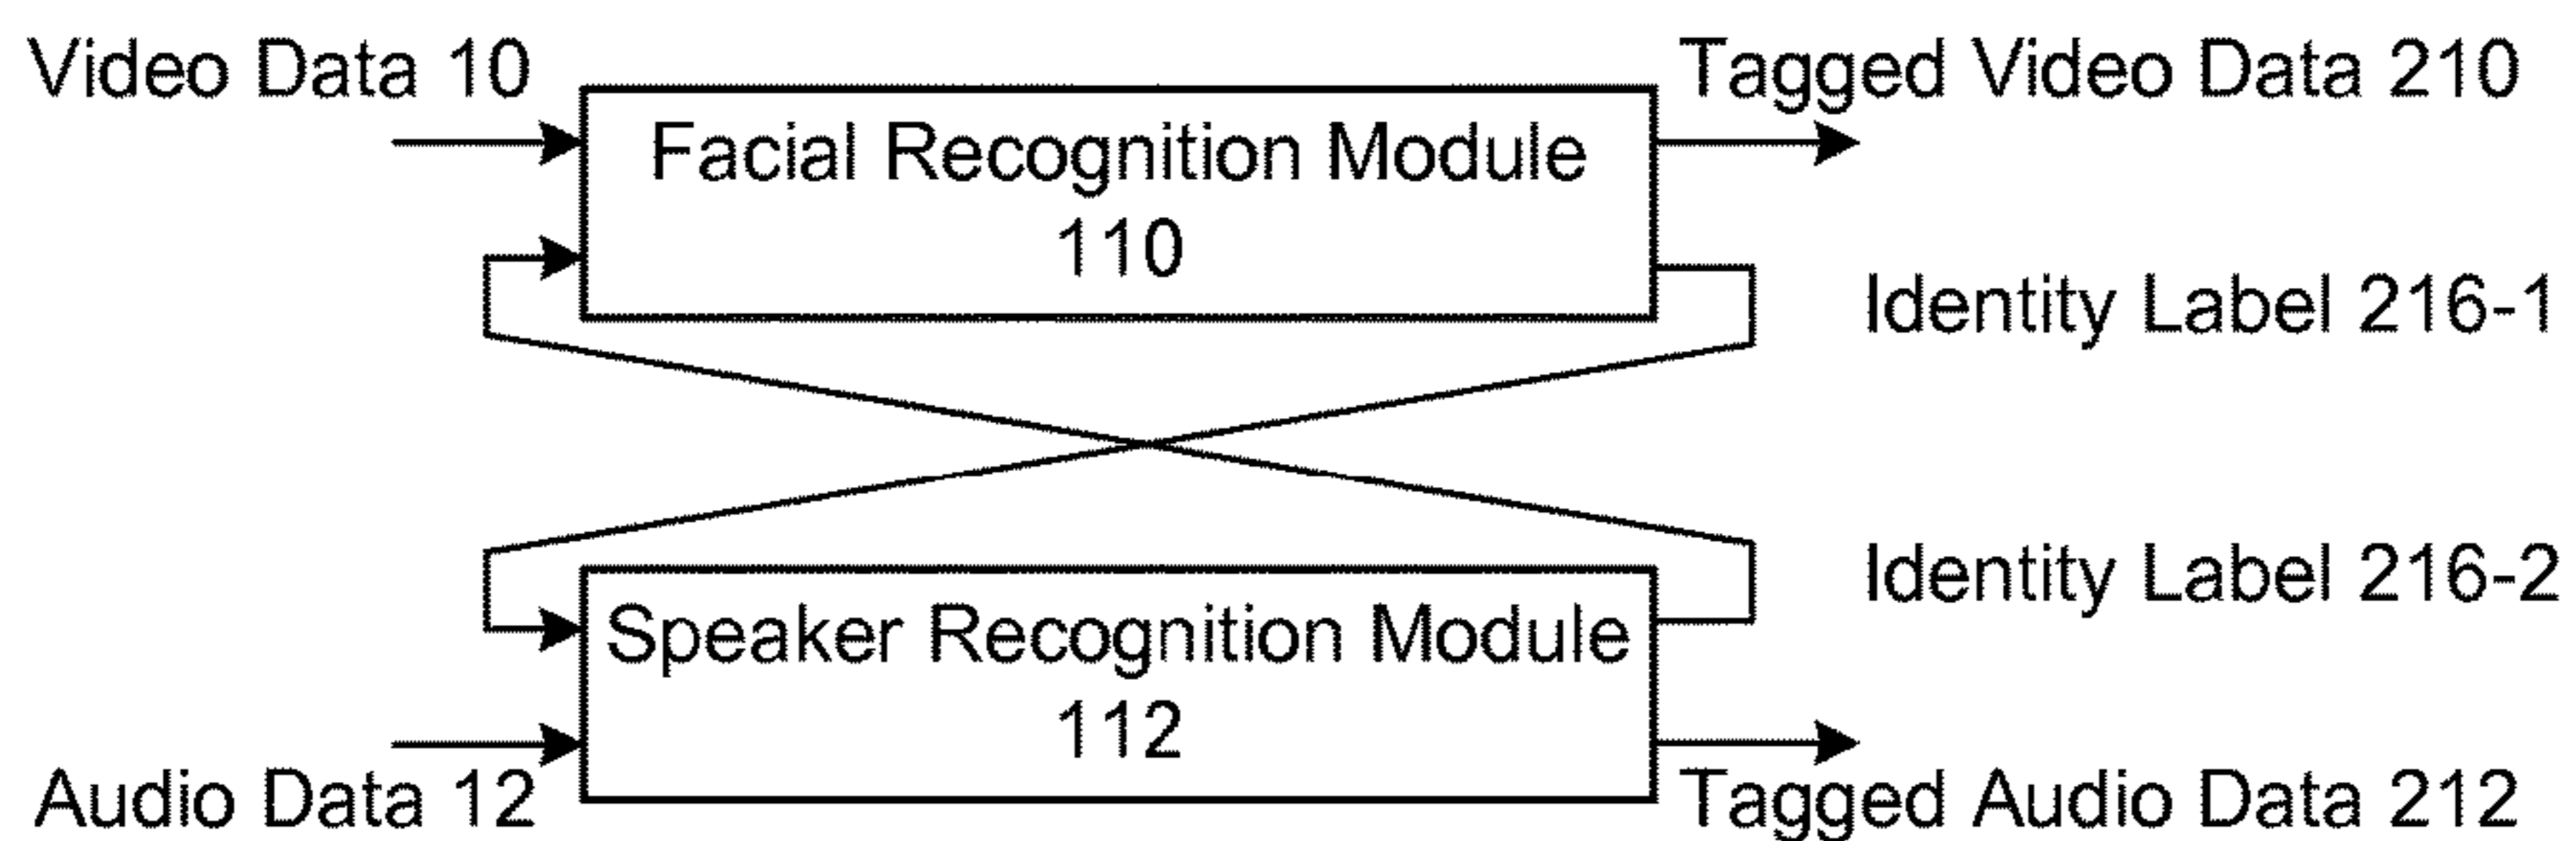 Video Data 10
Tagged Video Data 210
Facial Recognition Module
110
Identity Label 216-1
Identity Label 216-2
Speaker Recognition Module
112
Audio Data 12
Tagged Audio Data 212